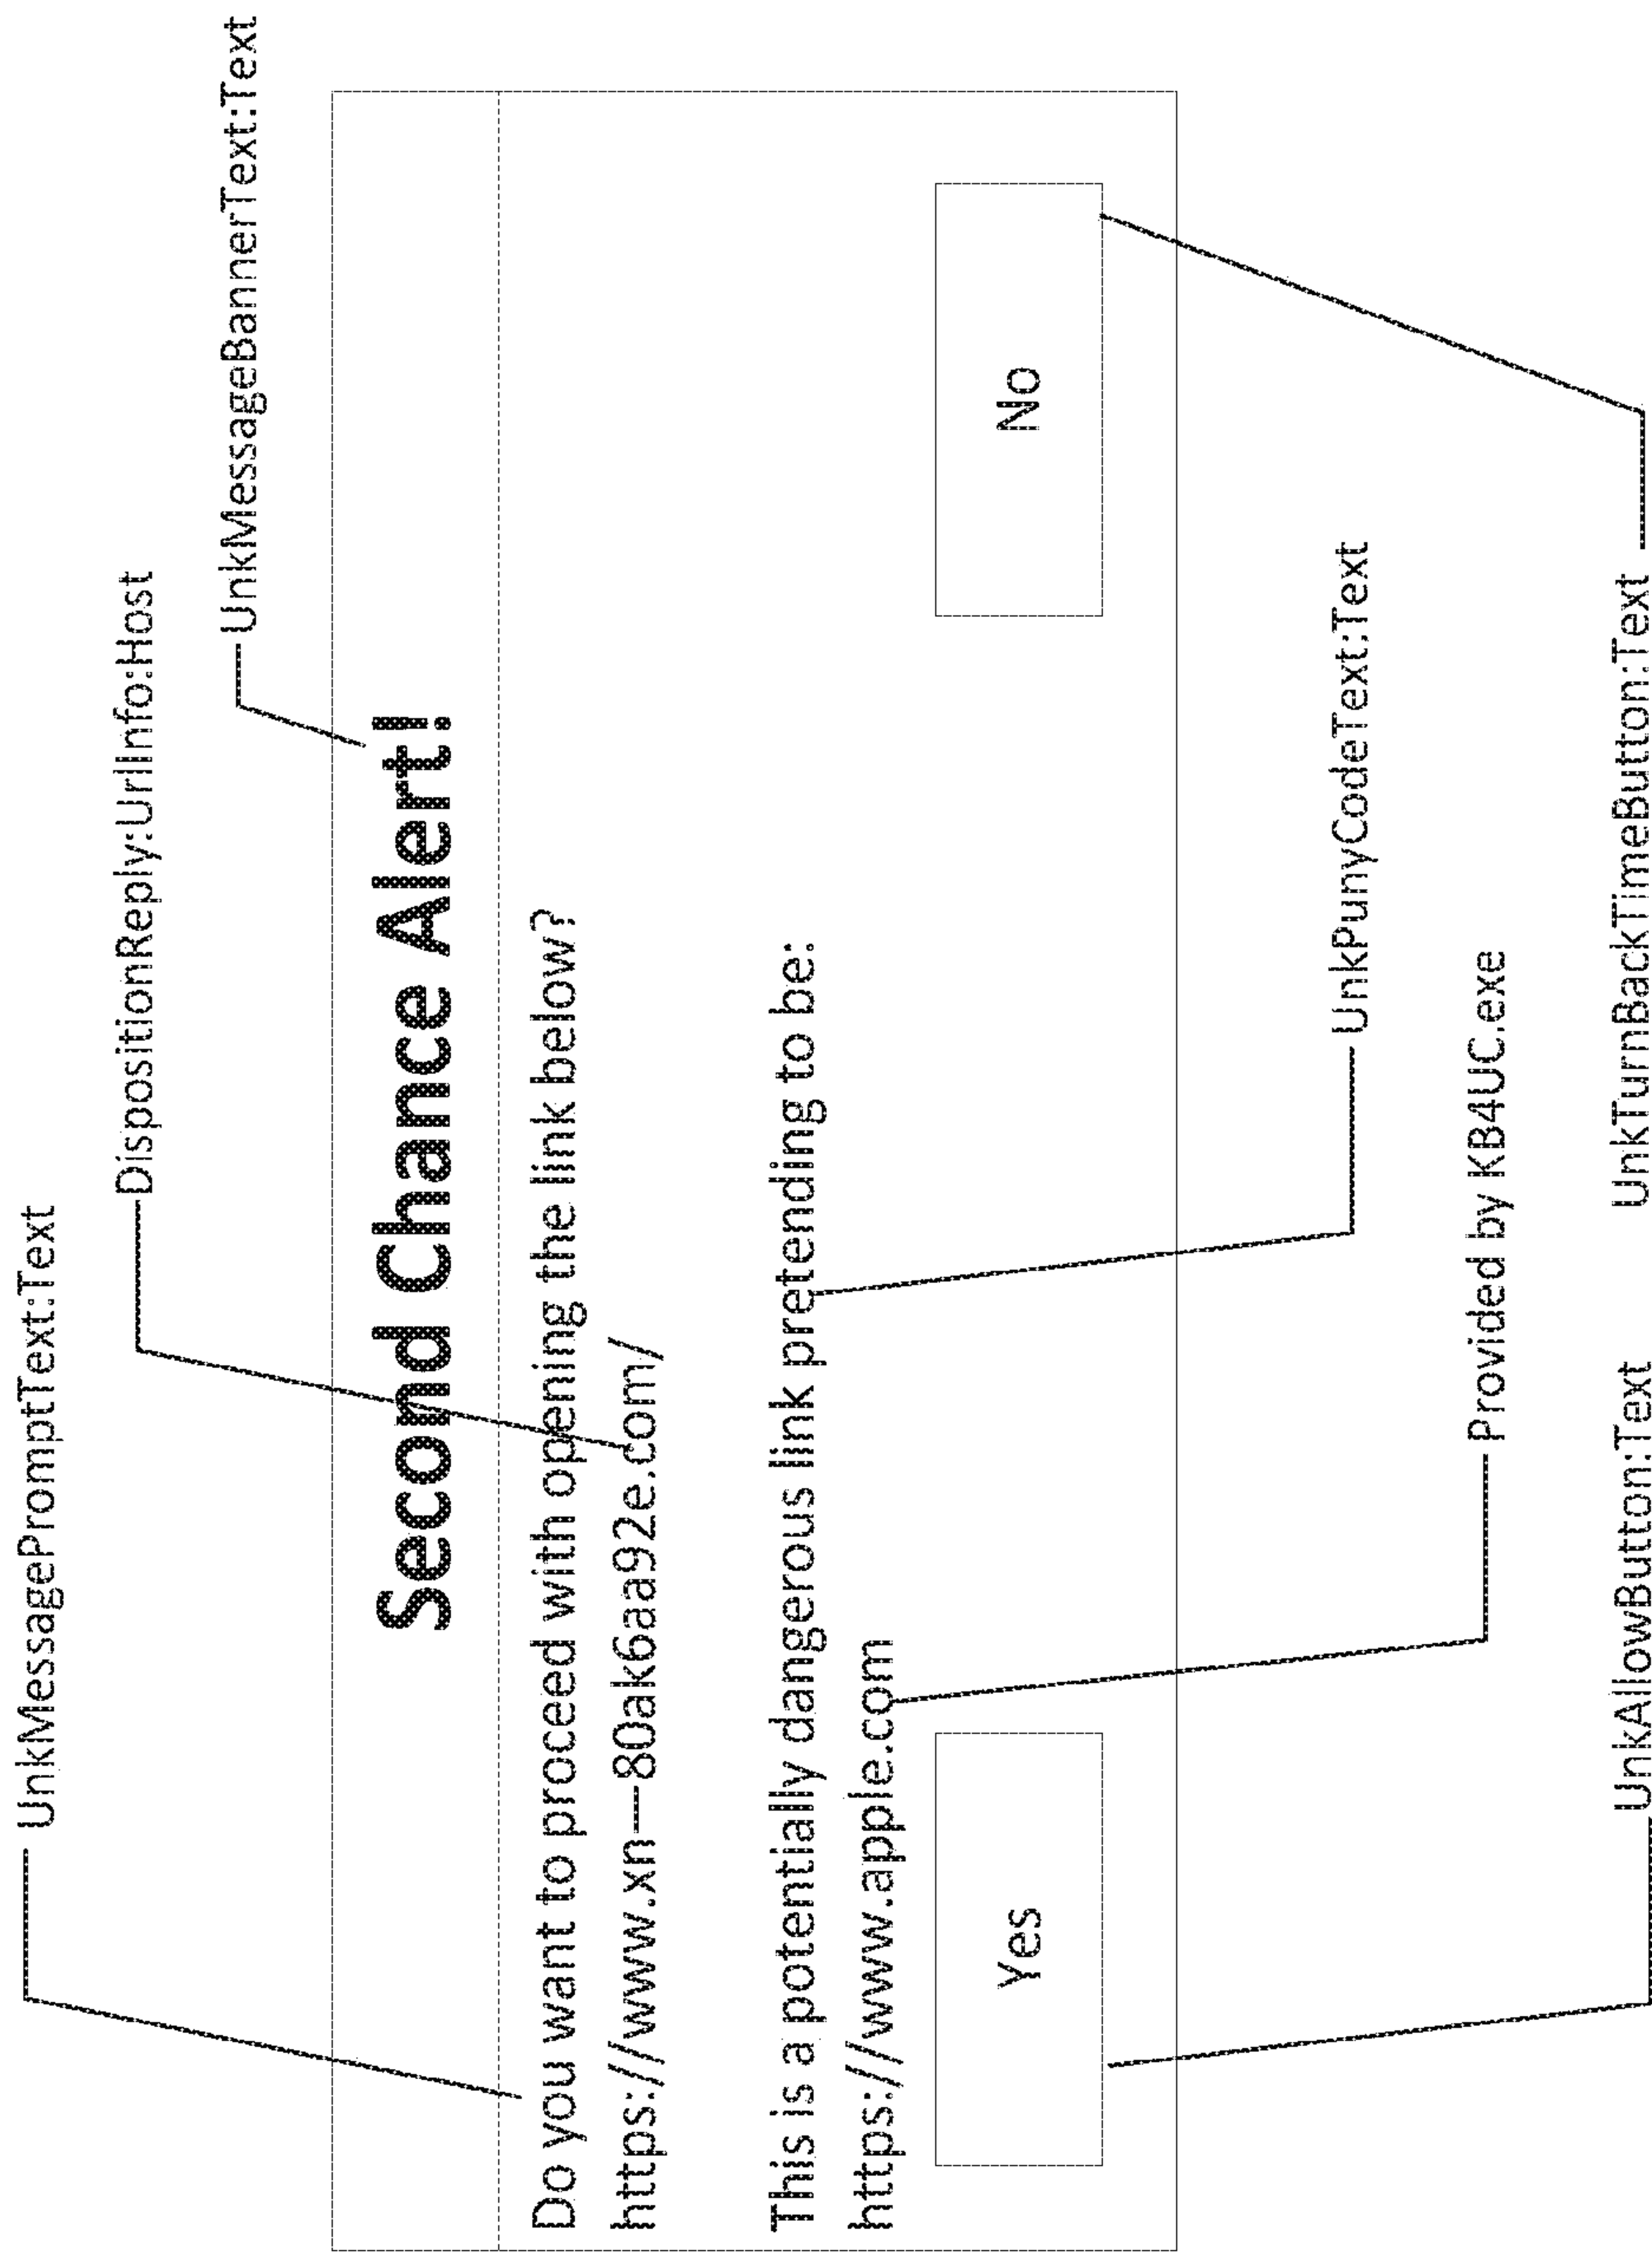 UnkMessagePromptText:Text
DispositionReply:UrlInfo:Host
UnkMessageBannerText:Text
Second Chance Alert!
Do you want to proceed with opening the link below?
https://www.xn—80ak6aa92e.com/
This is a potentially dangerous link pretending to be:
https://www.apple.com
Yes
No
UnkPunyCodeText:Text
Provided by KB4UC.exe
UnkAllowButton:Text
UnkTurnBackTimeButton:Text